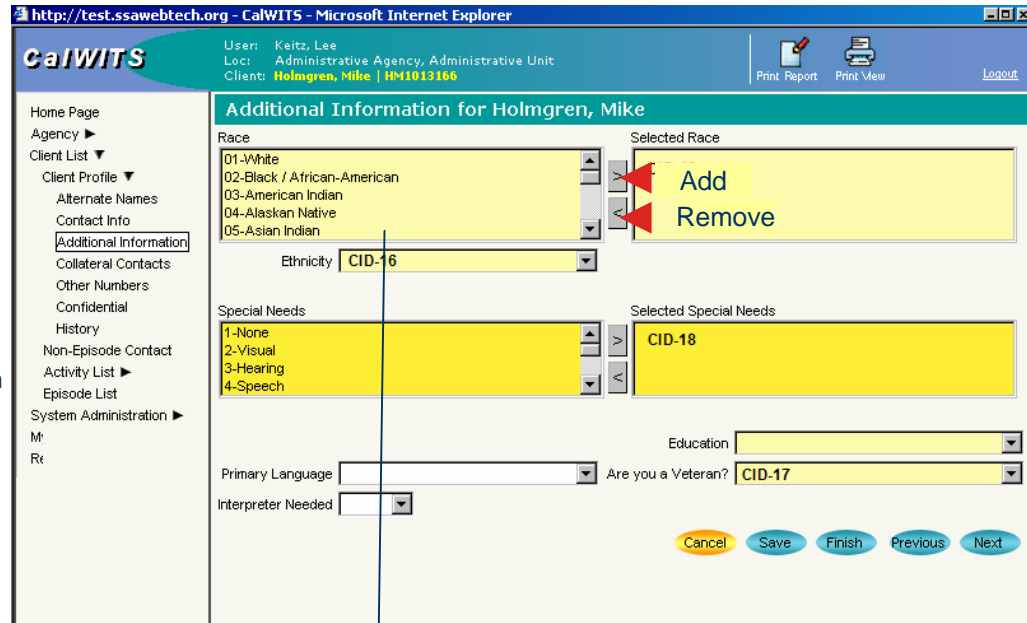 http://test.ssawebtech.org - CalWITS - Microsoft Internet Explorer
CalWITS
User: Keitz, Lee
Loc: Administrative Agency, Administrative Unit
Client: Holmgren, Mike | HM1013166
Print Report Print View Logout
Home Page
Agency ▶
Client List ▼
Client Profile ▼
Alternate Names
Contact Info
Additional Information
Collateral Contacts
Other Numbers
Confidential
History
Non-Episode Contact
Activity List ▶
Episode List
System Administration ▶
Additional Information for Holmgren, Mike
Race
01-White
02-Black / African-American
03-American Indian
04-Alaskan Native
05-Asian Indian
>
<
Add
Remove
Selected Race
Ethnicity CID-16
Special Needs
1-None
2-Visual
3-Hearing
4-Speech
>
<
Selected Special Needs
CID-18
Education
Primary Language
Are you a Veteran? CID-17
Interpreter Needed
Cancel Save Finish Previous Next